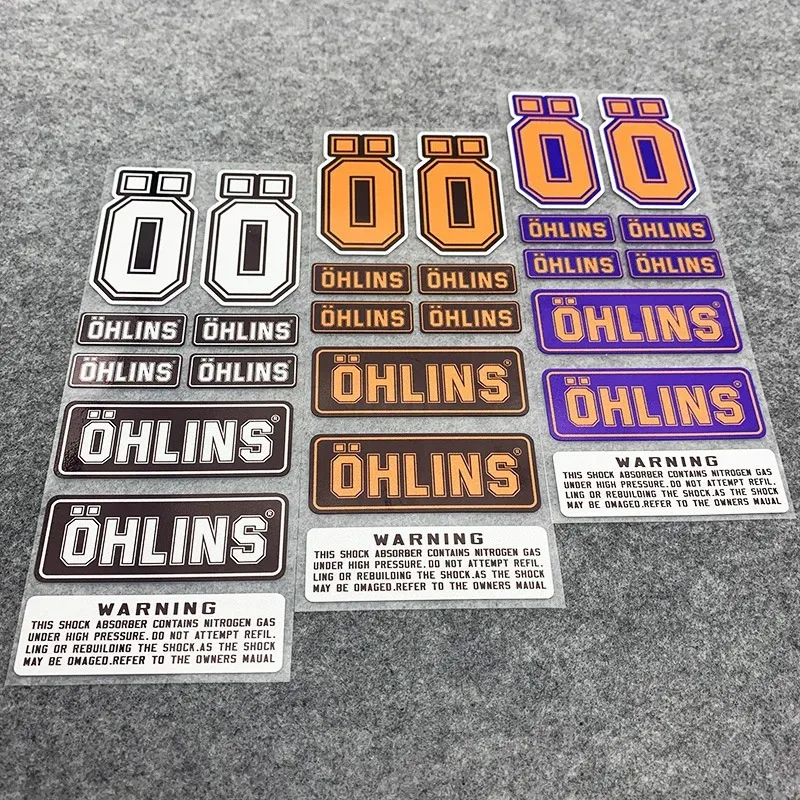 Ö Ö
ÖHLINS ÖHLINS
ÖHLINS ÖHLINS
ÖHLINS®
ÖHLINS®
WARNING
THIS SHOCK ABSORBER CONTAINS NITROGEN GAS
UNDER HIGH PRESSURE.DO NOT ATTEMPT REFIL.
LING OR REBUILDING THE SHOCK.AS THE SHOCK
MAY BE OMAGED.REFER TO THE OWNERS MAUAL
Ö Ö
ÖHLINS ÖHLINS
ÖHLINS ÖHLINS
ÖHLINS®
ÖHLINS®
WARNING
THIS SHOCK ABSORBER CONTAINS NITROGEN GAS
UNDER HIGH PRESSURE.DO NOT ATTEMPT REFIL.
LING OR REBUILDING THE SHOCK.AS THE SHOCK
MAY BE OMAGED.REFER TO THE OWNERS MAUAL
Ö Ö
ÖHLINS ÖHLINS
ÖHLINS ÖHLINS
ÖHLINS®
ÖHLINS®
WARNING
THIS SHOCK ABSORBER CONTAINS NITROGEN GAS
UNDER HIGH PRESSURE.DO NOT ATTEMPT REFIL.
LING OR REBUILDING THE SHOCK.AS THE SHOCK
MAY BE OMAGED.REFER TO THE OWNERS MAUAL